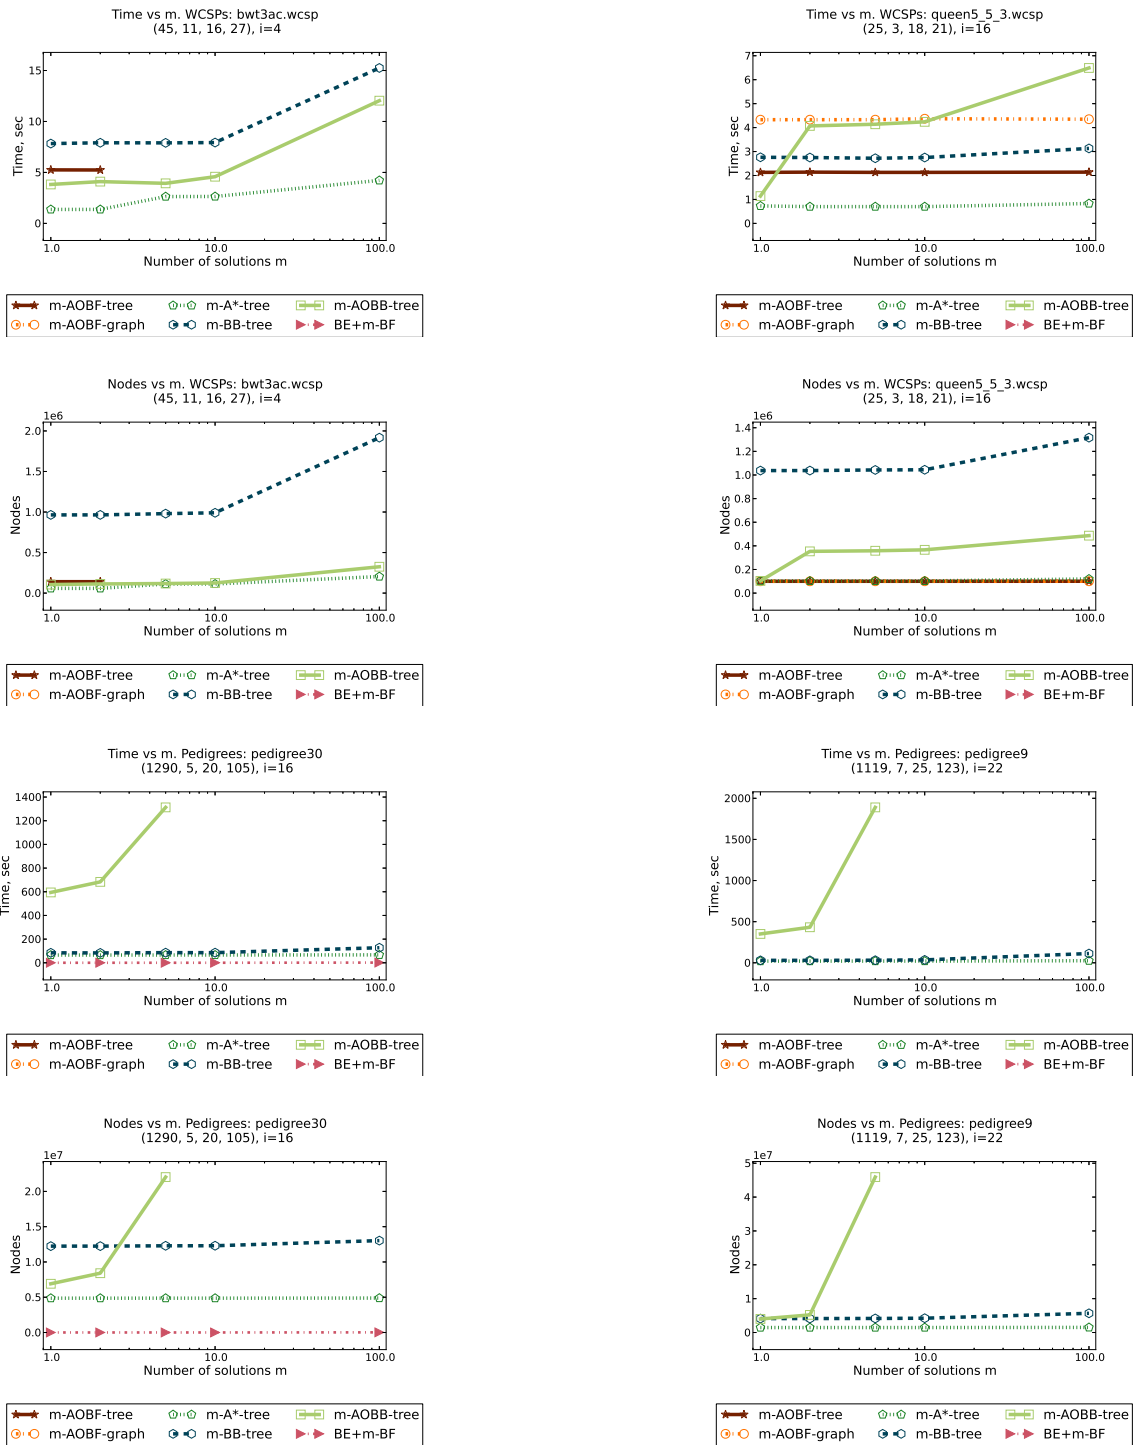 Time vs m. WCSPs: bwt3ac.wcsp
(45, 11, 16, 27), i=4
15
10
5
0
Time, sec
1.0 10.0 100.0
Number of solutions m
m-AOBF-tree m-A*-tree m-AOBB-tree
m-AOBF-graph m-BB-tree BE+m-BF
Time vs m. WCSPs: queen5_5_3.wcsp
(25, 3, 18, 21), i=16
7
6
5
4
3
2
1
0
Time, sec
1.0 10.0 100.0
Number of solutions m
m-AOBF-tree m-A*-tree m-AOBB-tree
m-AOBF-graph m-BB-tree BE+m-BF
Nodes vs m. WCSPs: bwt3ac.wcsp
(45, 11, 16, 27), i=4
1e6
2.0
1.5
1.0
0.5
0.0
Nodes
1.0 10.0 100.0
Number of solutions m
m-AOBF-tree m-A*-tree m-AOBB-tree
m-AOBF-graph m-BB-tree BE+m-BF
Nodes vs m. WCSPs: queen5_5_3.wcsp
(25, 3, 18, 21), i=16
1e6
1.4
1.2
1.0
0.8
0.6
0.4
0.2
0.0
Nodes
1.0 10.0 100.0
Number of solutions m
m-AOBF-tree m-A*-tree m-AOBB-tree
m-AOBF-graph m-BB-tree BE+m-BF
Time vs m. Pedigrees: pedigree30
(1290, 5, 20, 105), i=16
1400
1200
1000
800
600
400
200
0
Time, sec
1.0 10.0 100.0
Number of solutions m
m-AOBF-tree m-A*-tree m-AOBB-tree
m-AOBF-graph m-BB-tree BE+m-BF
Time vs m. Pedigrees: pedigree9
(1119, 7, 25, 123), i=22
2000
1500
1000
500
0
Time, sec
1.0 10.0 100.0
Number of solutions m
m-AOBF-tree m-A*-tree m-AOBB-tree
m-AOBF-graph m-BB-tree BE+m-BF
Nodes vs m. Pedigrees: pedigree30
(1290, 5, 20, 105), i=16
1e7
2.0
1.5
1.0
0.5
0.0
Nodes
1.0 10.0 100.0
Number of solutions m
m-AOBF-tree m-A*-tree m-AOBB-tree
m-AOBF-graph m-BB-tree BE+m-BF
Nodes vs m. Pedigrees: pedigree9
(1119, 7, 25, 123), i=22
1e7
5
4
3
2
1
0
Nodes
1.0 10.0 100.0
Number of solutions m
m-AOBF-tree m-A*-tree m-AOBB-tree
m-AOBF-graph m-BB-tree BE+m-BF